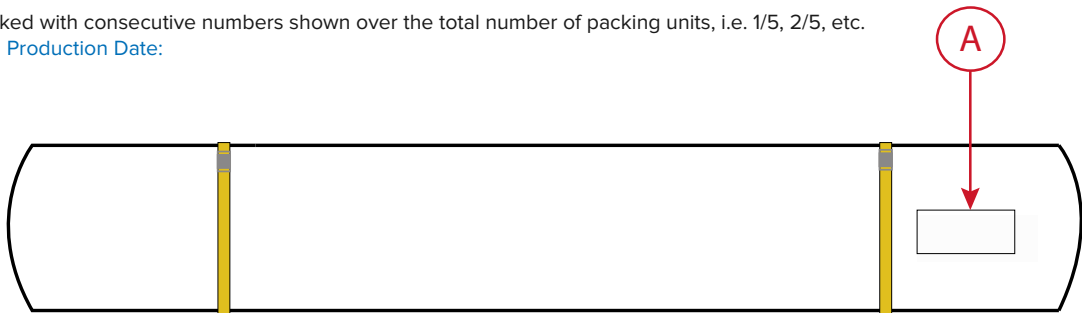 ked with consecutive numbers shown over the total number of packing units, i.e. 1/5, 2/5, etc.
Production Date:
A